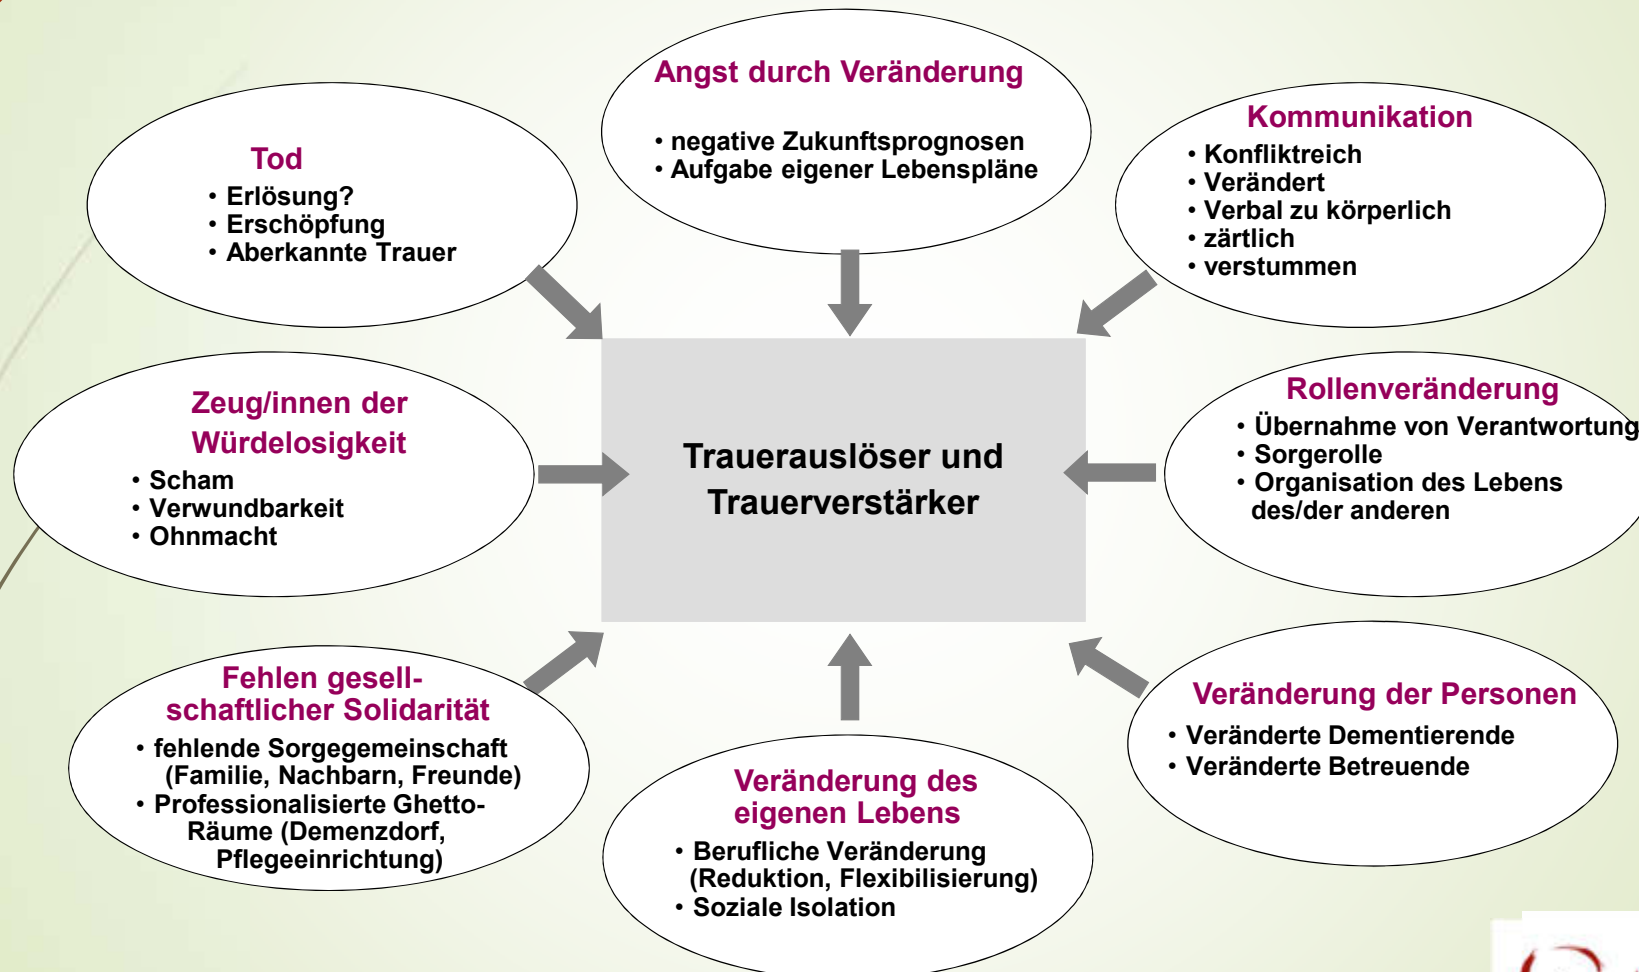 Angst durch Veränderung
• negative Zukunftsprognosen
• Aufgabe eigener Lebenspläne
Tod
• Erlösung?
• Erschöpfung
• Aberkannte Trauer
Kommunikation
• Konfliktreich
• Verändert
• Verbal zu körperlich
• zärtlich
• verstummen
Zeug/innen der
Würdelosigkeit
• Scham
• Verwundbarkeit
• Ohnmacht
Trauerauslöser und
Trauerverstärker
Rollenveränderung
• Übernahme von Verantwortung
• Sorgerolle
• Organisation des Lebens
des/der anderen
Fehlen gesell-
schaftlicher Solidarität
• fehlende Sorgegemeinschaft
(Familie, Nachbarn, Freunde)
• Professionalisierte Ghetto-
Räume (Demenzdorf,
Pflegeeinrichtung)
Veränderung des
eigenen Lebens
• Berufliche Veränderung
(Reduktion, Flexibilisierung)
• Soziale Isolation
Veränderung der Personen
• Veränderte Dementierende
• Veränderte Betreuende